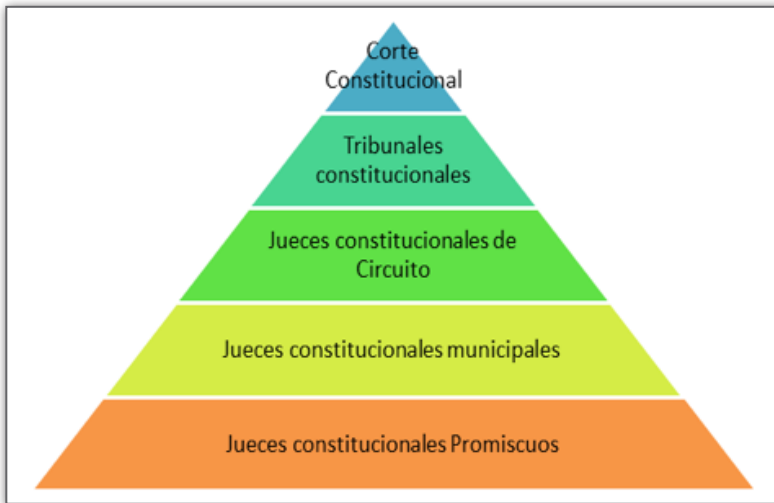 Corte
Constitucional
Tribunales
constitucionales
Jueces constitucionales de
Circuito
Jueces constitucionales municipales
Jueces constitucionales Promiscuos